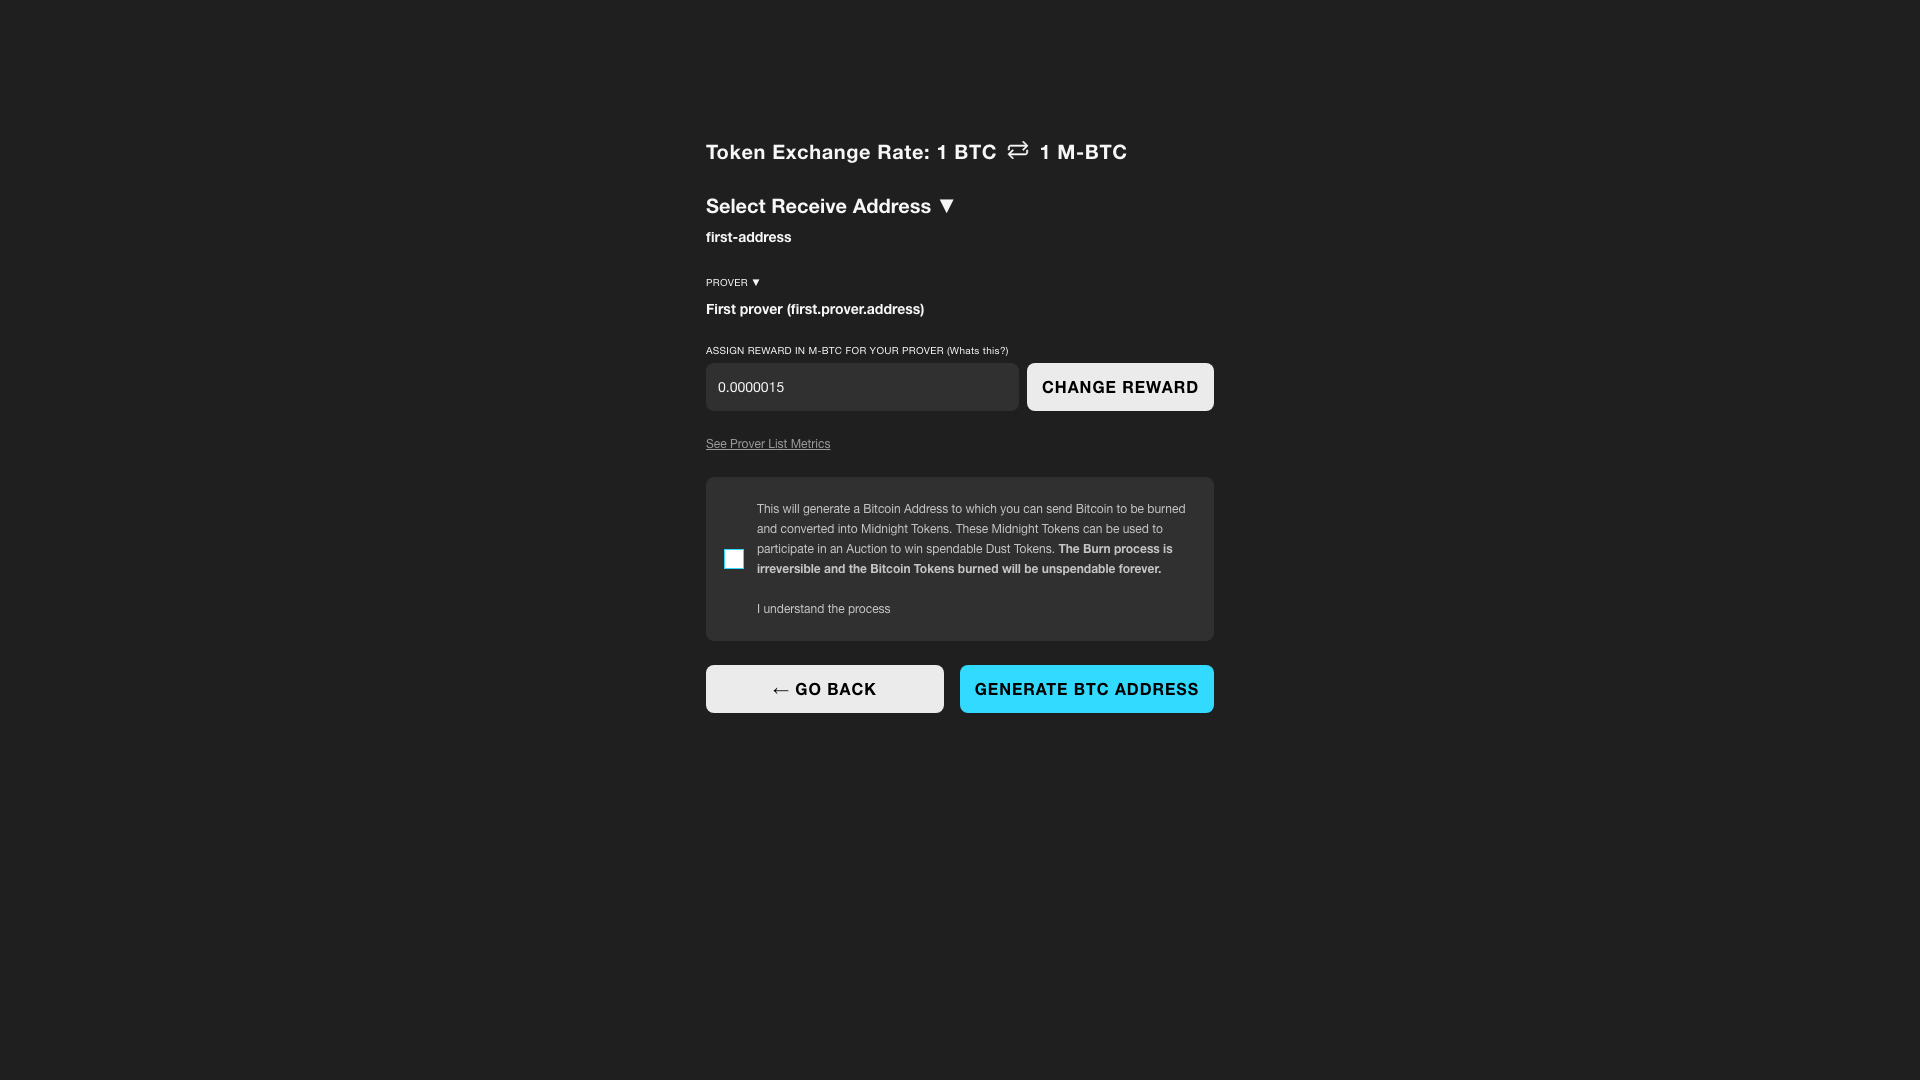 Token Exchange Rate: 1 BTC ⇄ 1 M-BTC
Select Receive Address ▼
first-address
PROVER ▼
First prover (first.prover.address)
ASSIGN REWARD IN M-BTC FOR YOUR PROVER (Whats this?)
0.0000015
CHANGE REWARD
See Prover List Metrics
This will generate a Bitcoin Address to which you can send Bitcoin to be burned
and converted into Midnight Tokens. These Midnight Tokens can be used to
participate in an Auction to win spendable Dust Tokens. The Burn process is
irreversible and the Bitcoin Tokens burned will be unspendable forever.
I understand the process
← GO BACK
GENERATE BTC ADDRESS